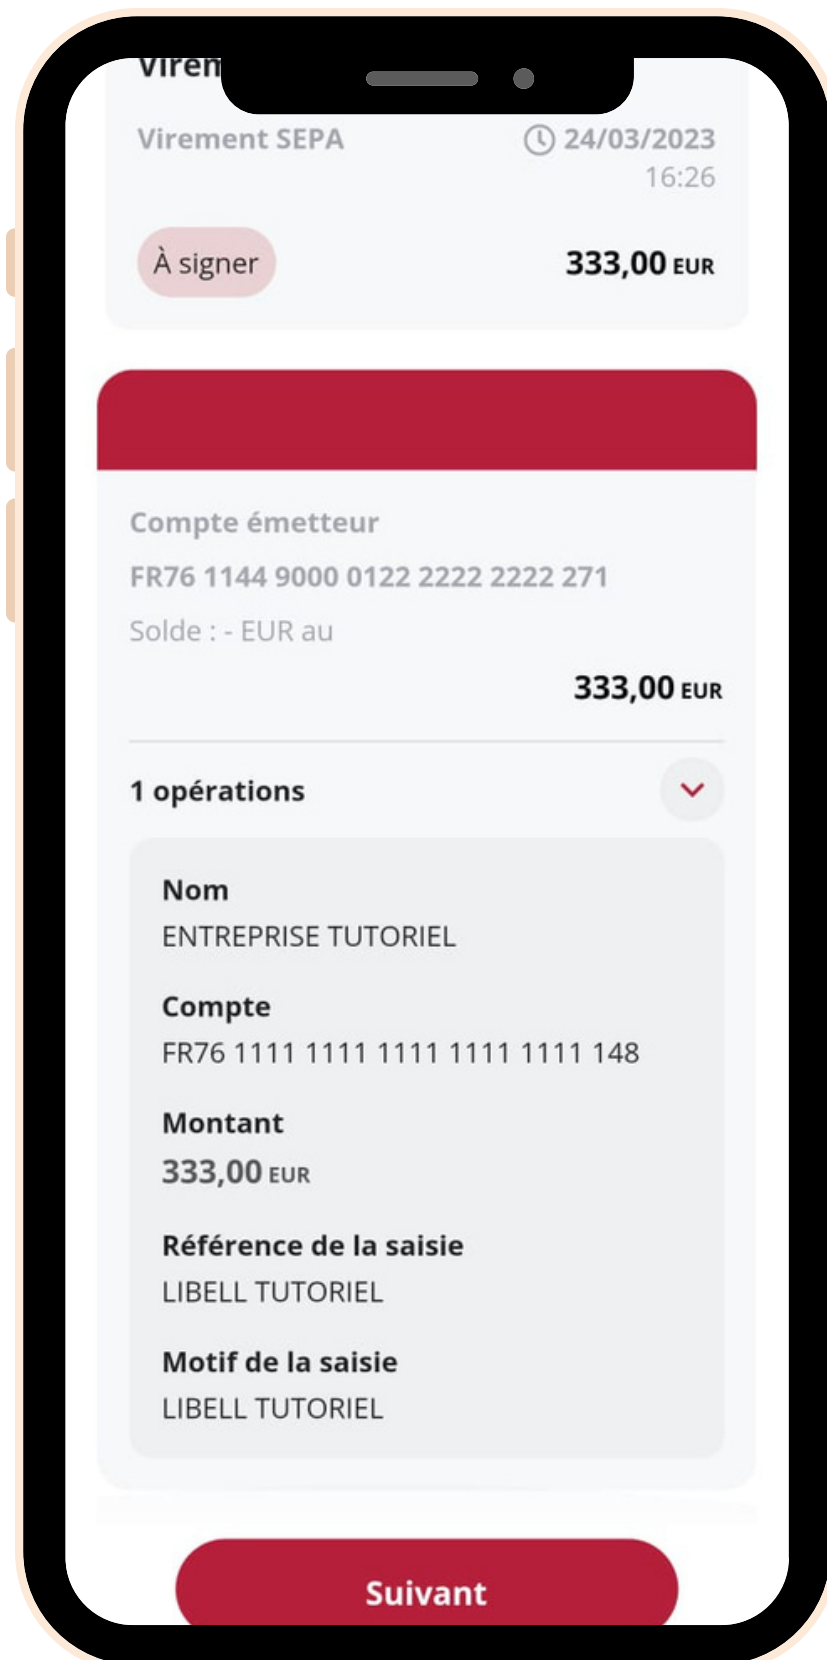 Virem
Virement SEPA 24/03/2023
16:26
À signer 333,00 EUR
Compte émetteur
FR76 1144 9000 0122 2222 2222 271
Solde : - EUR au
333,00 EUR
1 opérations
Nom
ENTREPRISE TUTORIEL
Compte
FR76 1111 1111 1111 1111 1111 148
Montant
333,00 EUR
Référence de la saisie
LIBELL TUTORIEL
Motif de la saisie
LIBELL TUTORIEL
Suivant